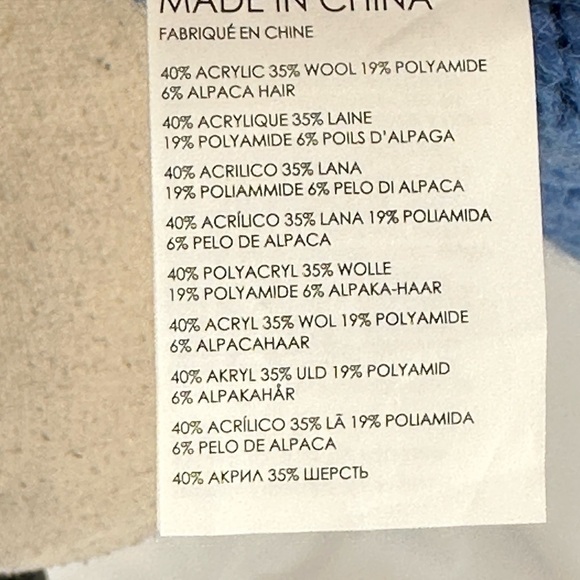 MADE IN CHINA
FABRIQUÉ EN CHINE
40% ACRYLIC 35% WOOL 19% POLYAMIDE
6% ALPACA HAIR
40% ACRYLIQUE 35% LAINE
19% POLYAMIDE 6% POILS D'ALPAGA
40% ACRILICO 35% LANA
19% POLIAMMIDE 6% PELO DI ALPACA
40% ACRÍLICO 35% LANA 19% POLIAMIDA
6% PELO DE ALPACA
40% POLYACRYL 35% WOLLE
19% POLYAMIDE 6% ALPAKA-HAAR
40% ACRYL 35% WOL 19% POLYAMIDE
6% ALPACAHAAR
40% AKRYL 35% ULD 19% POLYAMID
6% ALPAKAHÅR
40% ACRÍLICO 35% LÃ 19% POLIAMIDA
6% PELO DE ALPACA
40% АКРИЛ 35% ШЕРСТЬ